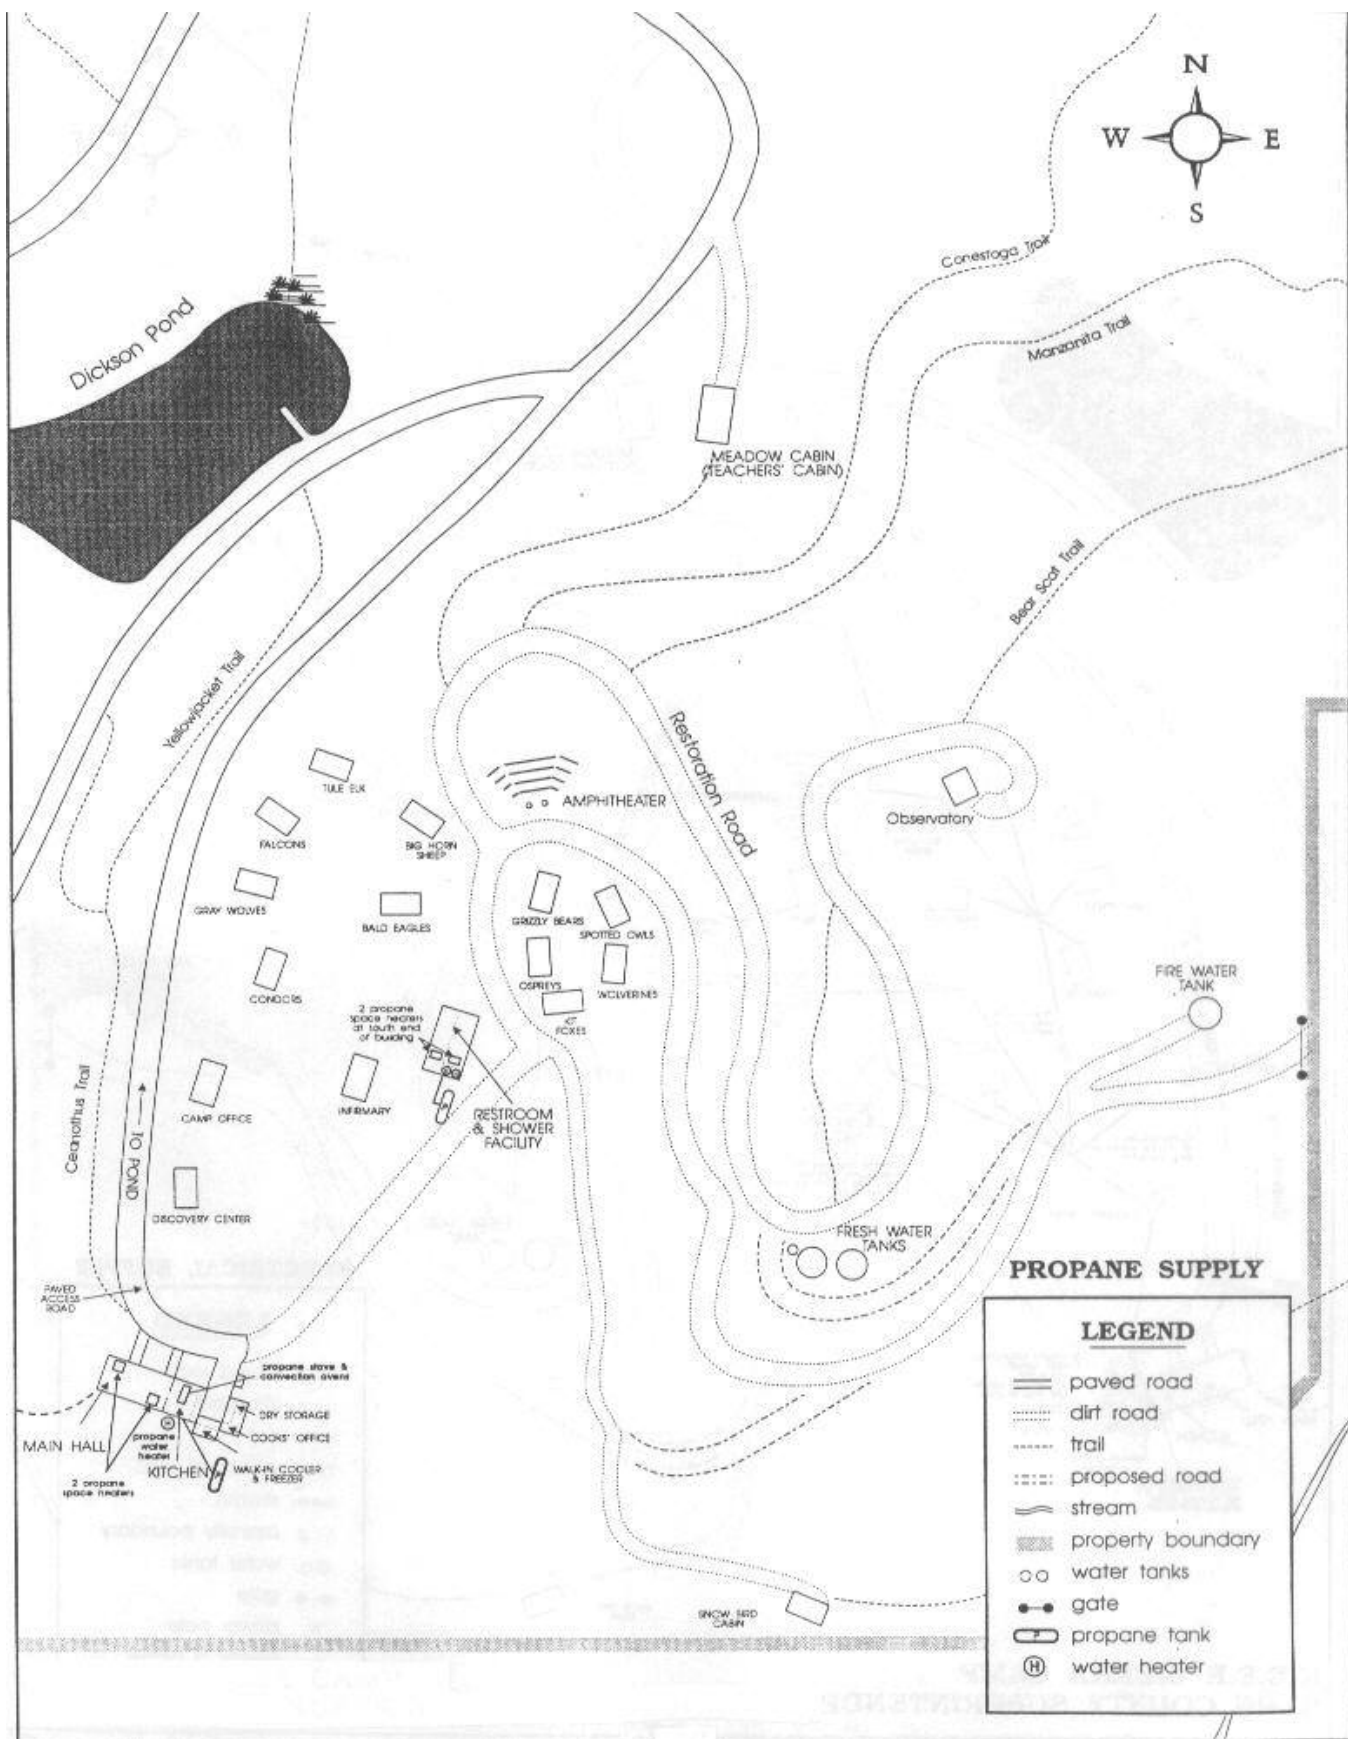 N
W E
S
Conestoga Trail
Manzanita Trail
Dickson Pond
MEADOW CABIN
(TEACHERS' CABIN)
Bear Scat Trail
Yellowjacket Trail
Restoration Road
TULE ELK
AMPHITHEATER
Observatory
FALCONS
BIG HORN
SHEEP
GRAY WOLVES
BALD EAGLES
GRIZZLY BEARS
SPOTTED OWLS
OSPREYS
WOLVERINES
FIRE WATER
TANK
CONDORS
2 propane
space heaters
at south end
of building
KIT
FOXES
Ceanothus Trail
CAMP OFFICE
INFIRMARY
RESTROOM
& SHOWER
FACILITY
TO POND
DISCOVERY CENTER
FRESH WATER
TANKS
PAVED
ACCESS
ROAD
PROPANE SUPPLY
propane stove &
convection ovens
DRY STORAGE
COOKS' OFFICE
MAIN HALL
propane
water
heater
KITCHEN
WALK-IN COOLER
& FREEZER
2 propane
space heaters
SNOW BIRD
CABIN
LEGEND
paved road
dirt road
trail
proposed road
stream
property boundary
water tanks
gate
P propane tank
H water heater